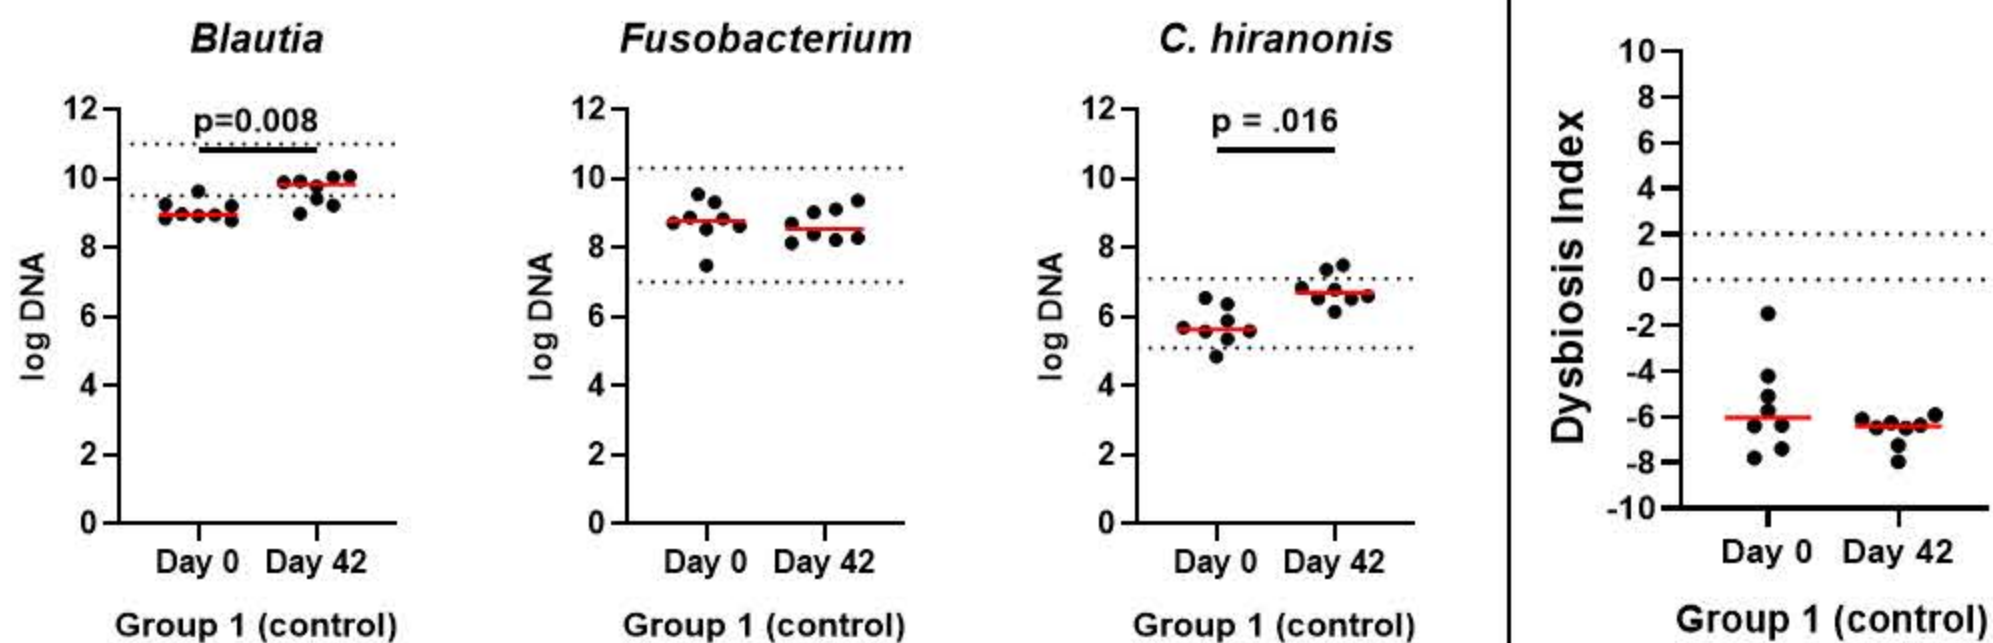 Blautia
p=0.008
log DNA
12
10
8
6
4
2
0
Day 0 Day 42
Group 1 (control)
Fusobacterium
log DNA
12
10
8
6
4
2
0
Day 0 Day 42
Group 1 (control)
C. hiranonis
p = .016
log DNA
12
10
8
6
4
2
0
Day 0 Day 42
Group 1 (control)
Dysbiosis Index
10
8
6
4
2
0
-2
-4
-6
-8
-10
Day 0 Day 42
Group 1 (control)